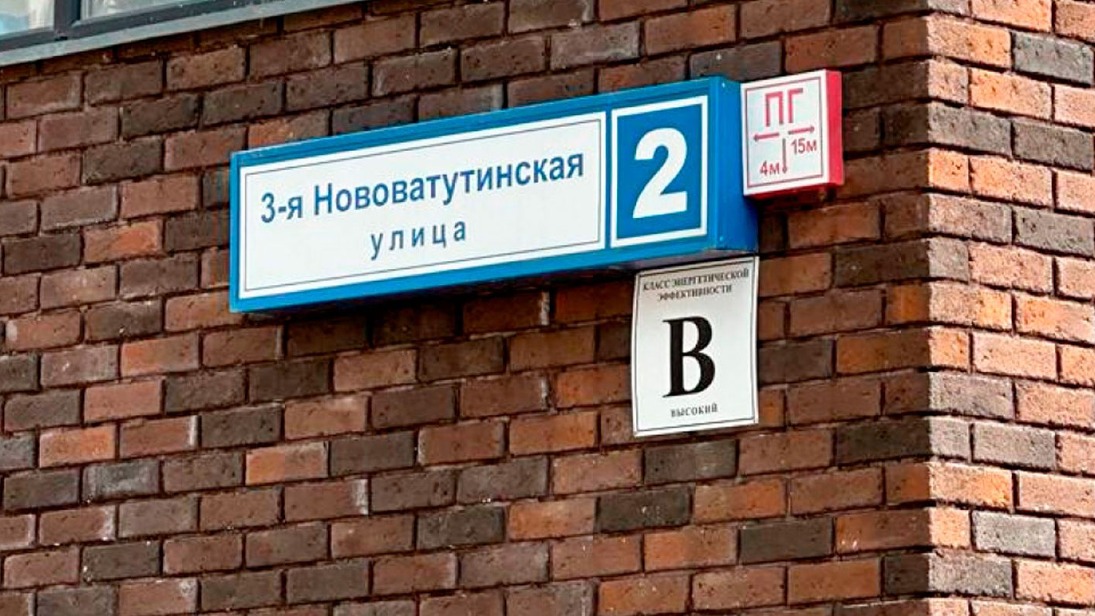 3-я Нововатутинская
улица
2
ПГ
15м
4м
КЛАСС ЭНЕРГЕТИЧЕСКОЙ
ЭФФЕКТИВНОСТИ
B
ВЫСОКИЙ